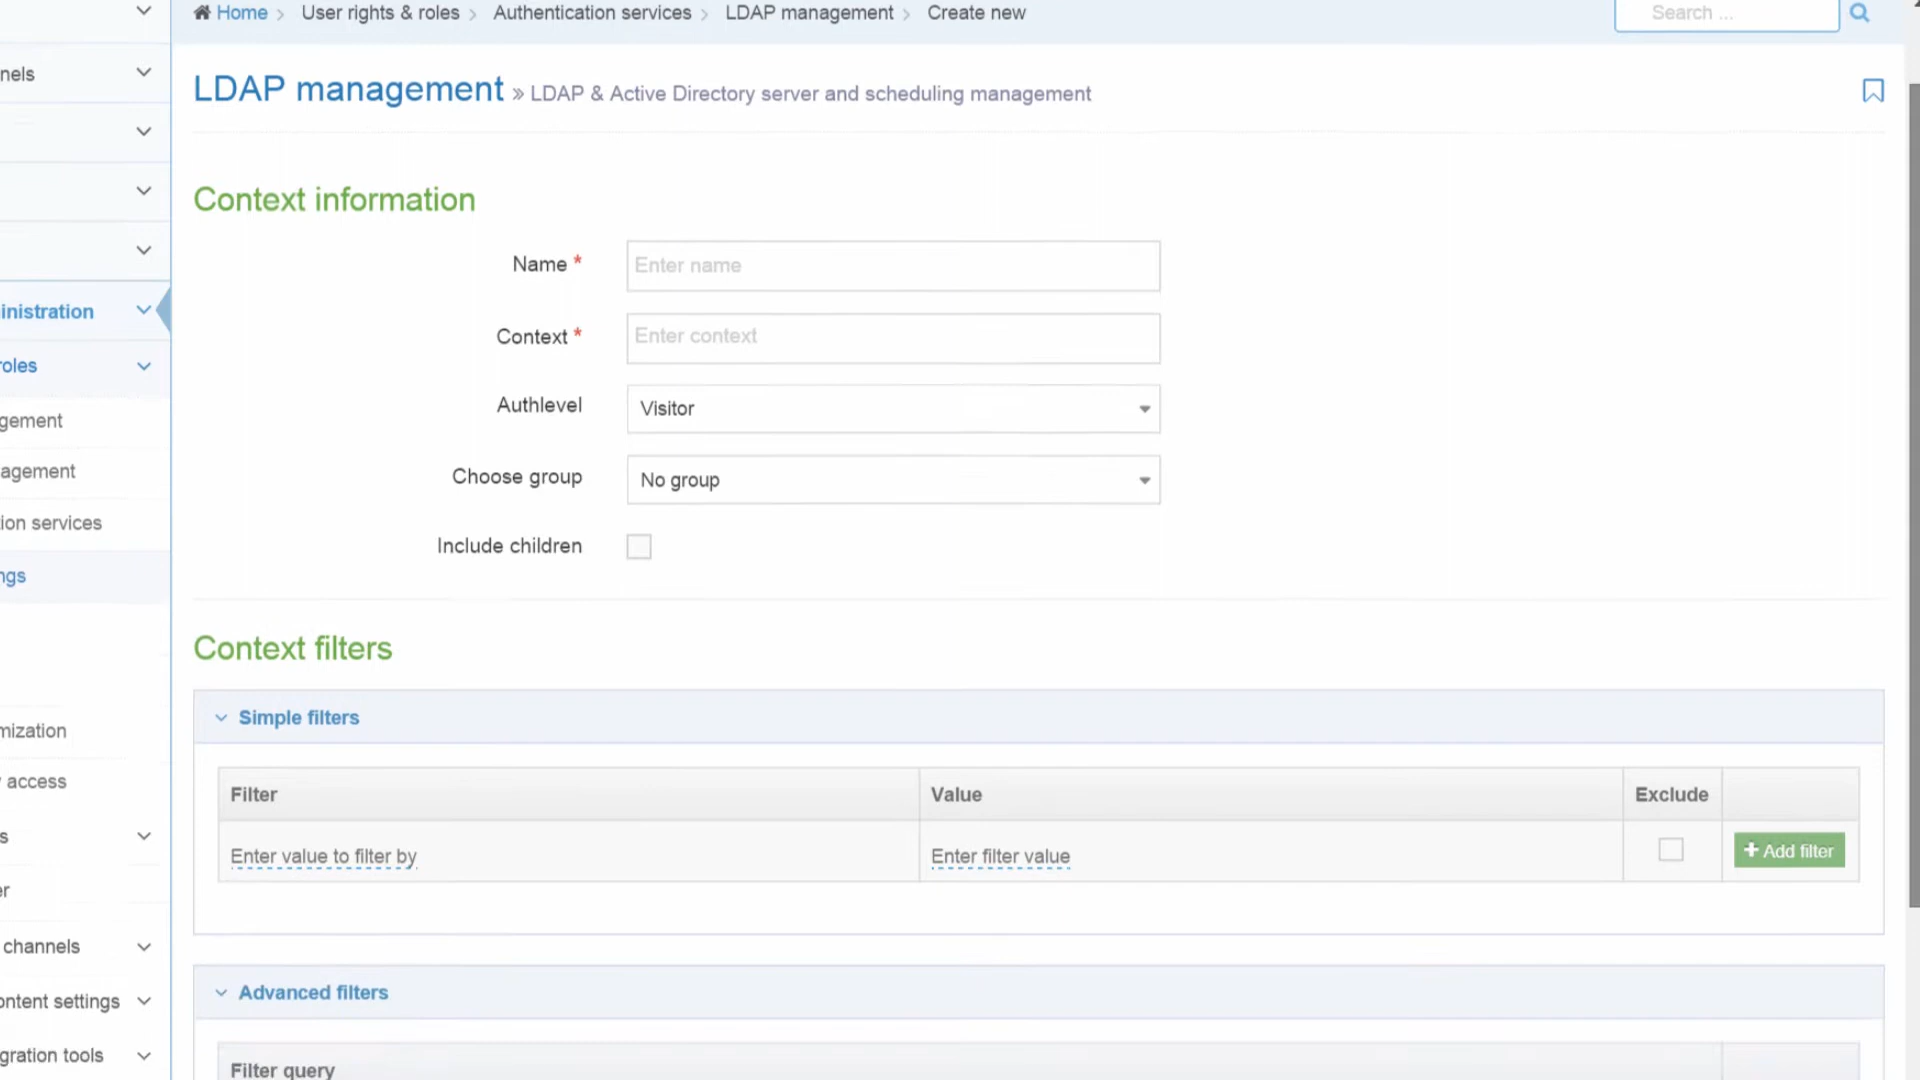 Home > User rights & roles > Authentication services > LDAP management > Create new
Search ...
nels
inistration
roles
gement
agement
ion services
ngs
mization
access
s
er
channels
ontent settings
gration tools
LDAP management » LDAP & Active Directory server and scheduling management
Context information
Name * Enter name
Context * Enter context
Authlevel Visitor
Choose group No group
Include children
Context filters
Simple filters
Filter Value Exclude
Enter value to filter by Enter filter value + Add filter
Advanced filters
Filter query